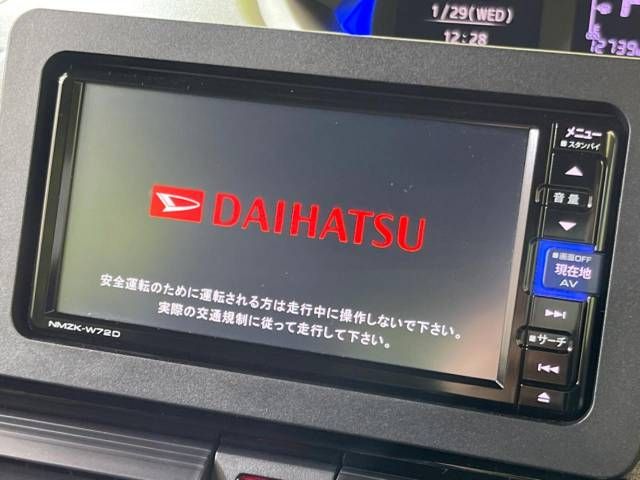 1/29(WED)
12:28
メニュー
■スタンバイ
音量
DAIHATSU
■画面OFF
現在地
AV
安全運転のために運転される方は走行中に操作しないで下さい。
実際の交通規制に従って走行して下さい。
■サーチ
NMZK-W72D